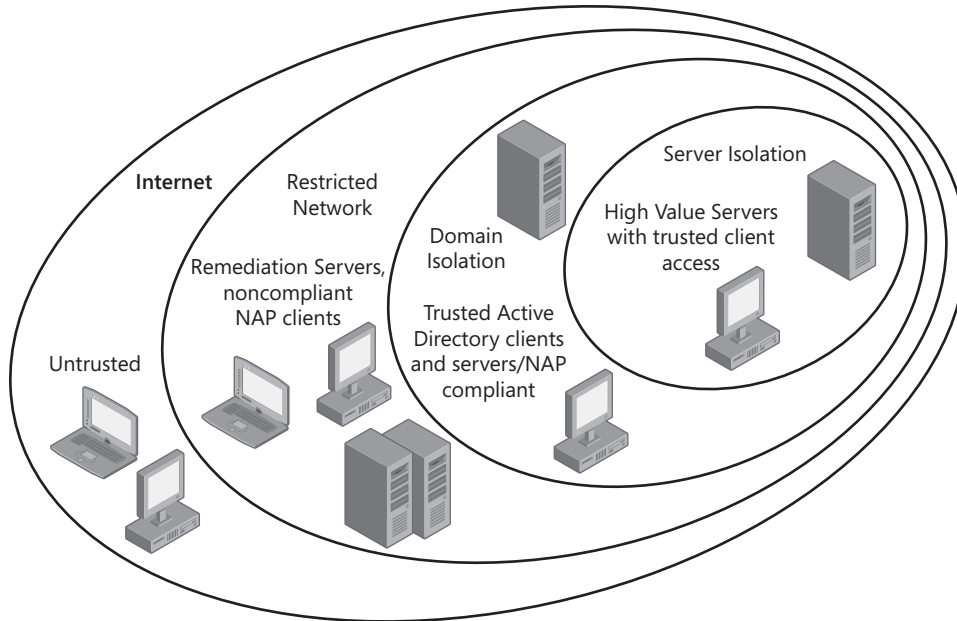 Internet
Untrusted
Restricted
Network
Remediation Servers,
noncompliant
NAP clients
Domain
Isolation
Trusted Active
Directory clients
and servers/NAP
compliant
Server Isolation
High Value Servers
with trusted client
access